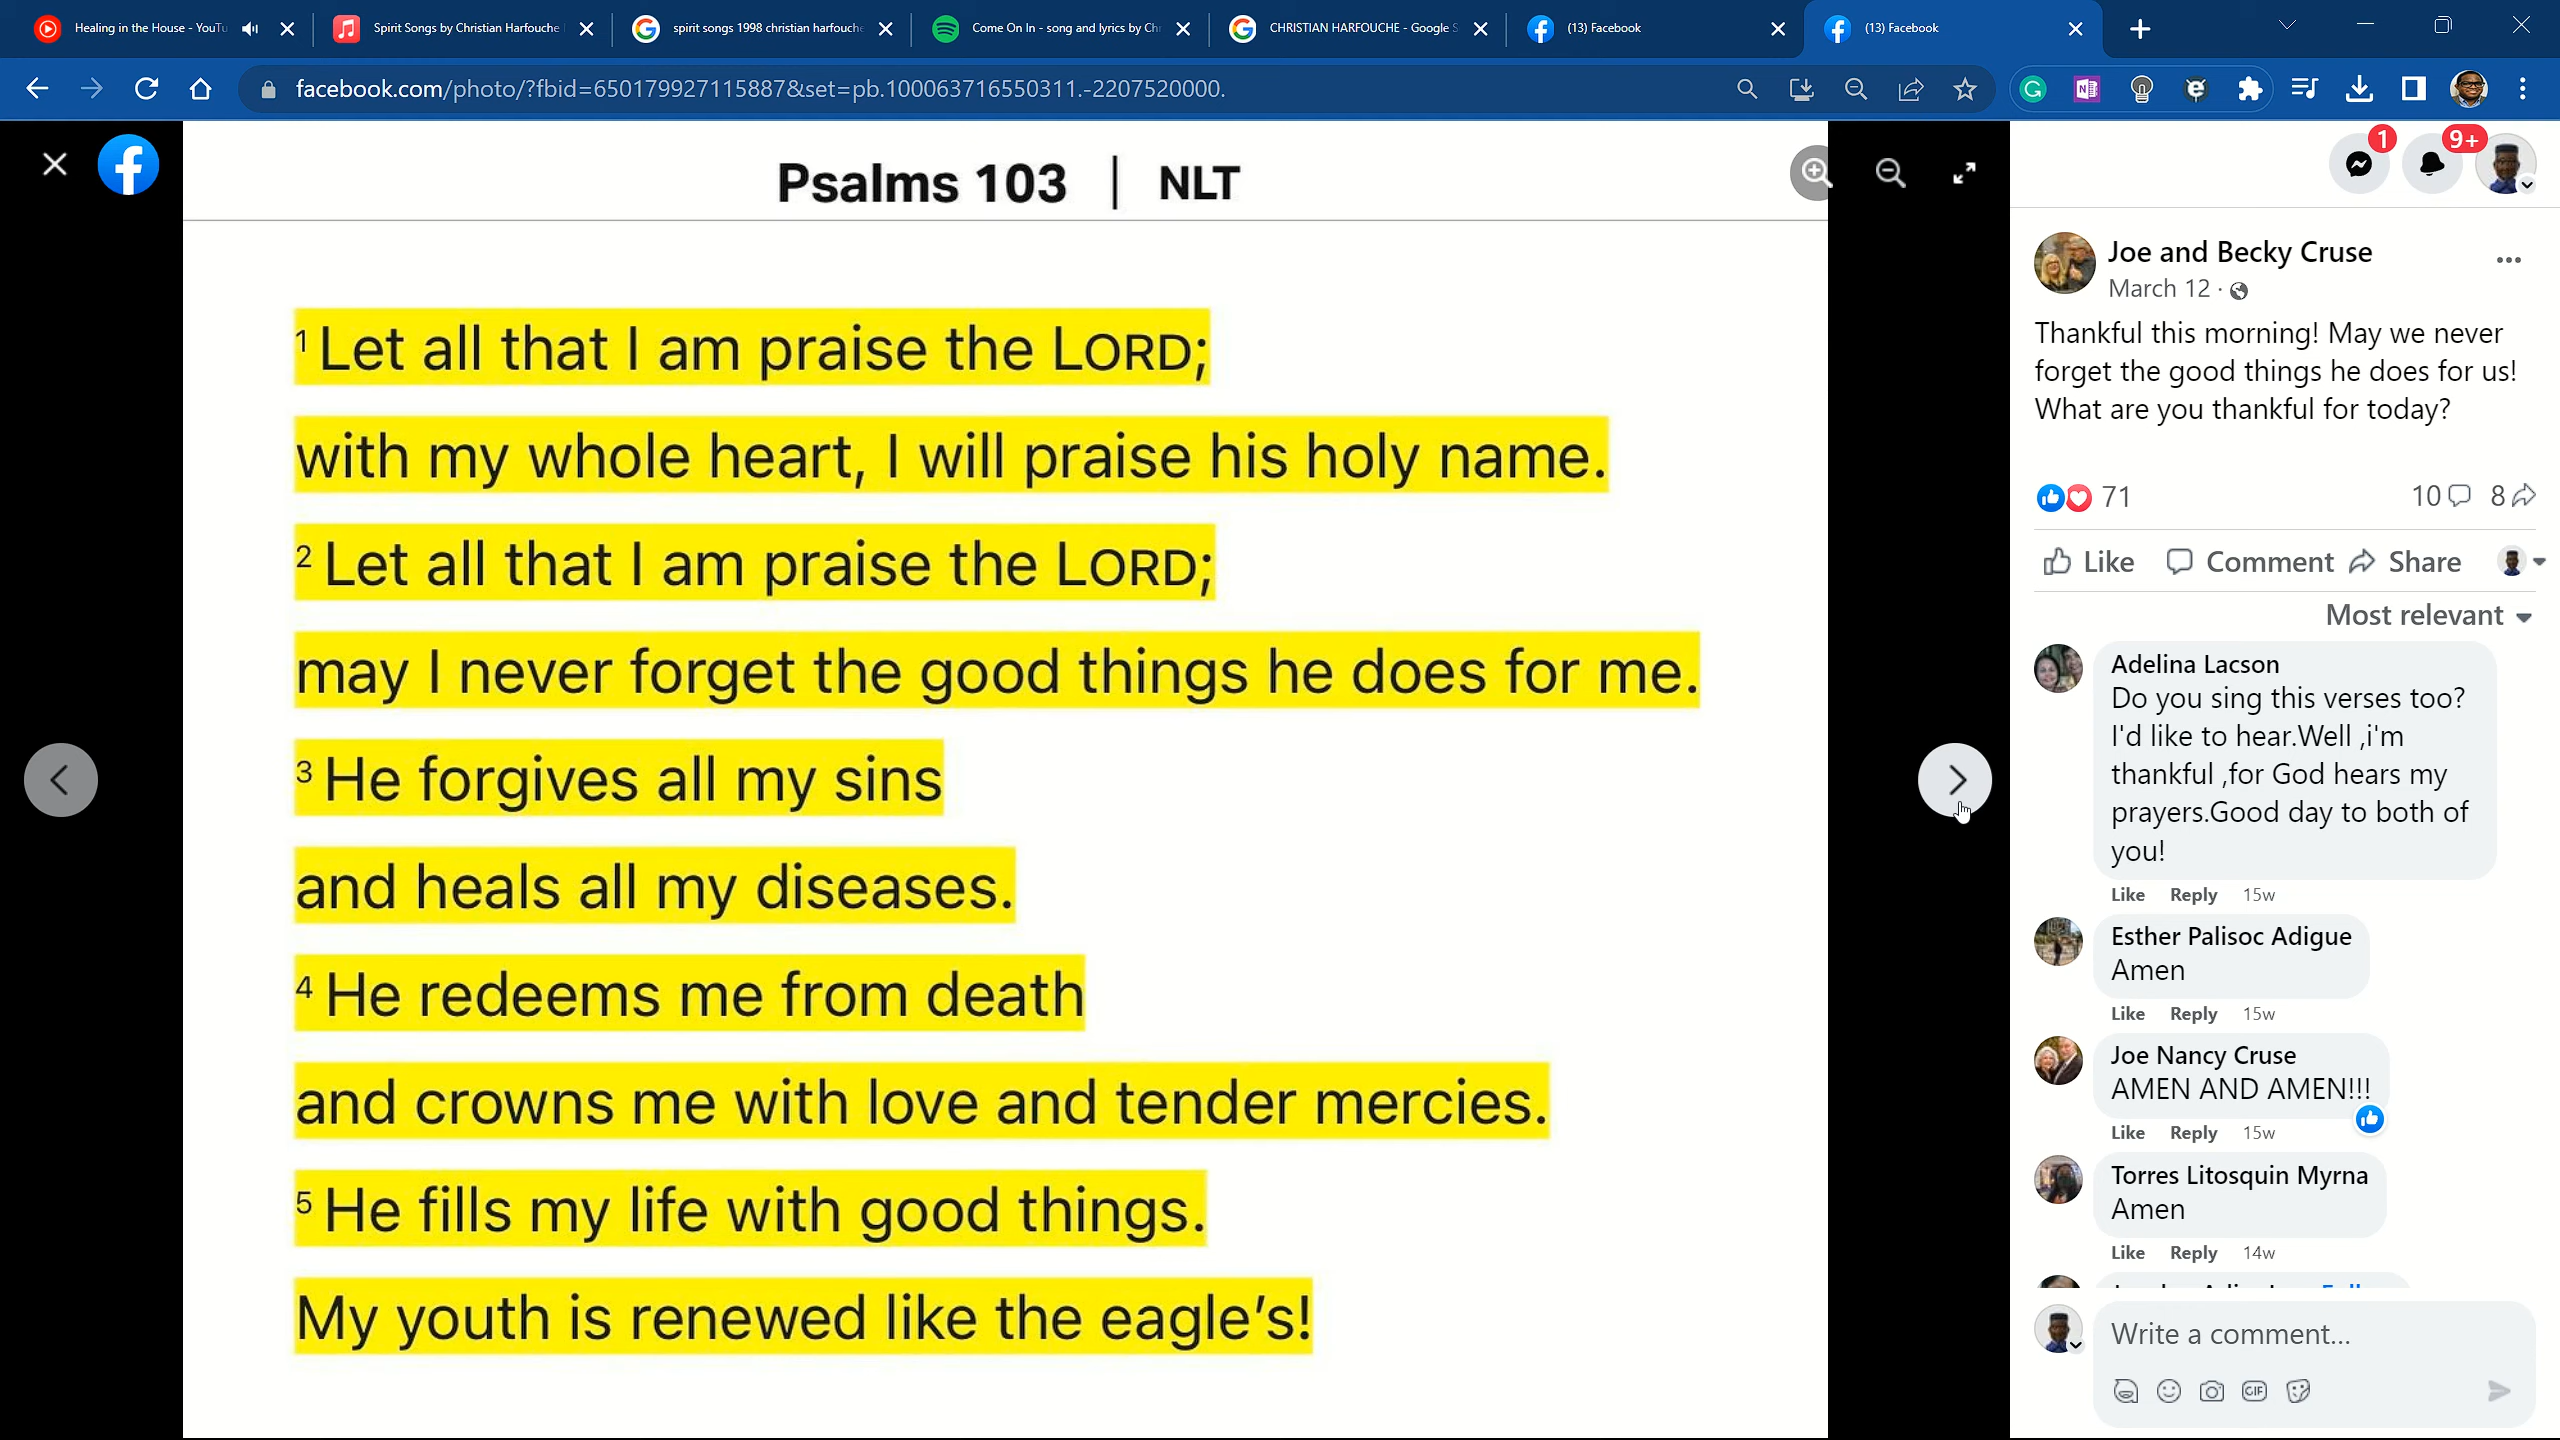 Healing in the House - YouTu
Spirit Songs by Christian Harfouche
spirit songs 1998 christian harfouche
Come On In - song and lyrics by Ch
CHRISTIAN HARFOUCHE - Google S
(13) Facebook
(13) Facebook
facebook.com/photo/?fbid=650179927115887&set=pb.100063716550311.-2207520000.
Psalms 103 | NLT
1 Let all that I am praise the LORD;
with my whole heart, I will praise his holy name.
2 Let all that I am praise the LORD;
may I never forget the good things he does for me.
3 He forgives all my sins
and heals all my diseases.
4 He redeems me from death
and crowns me with love and tender mercies.
5 He fills my life with good things.
My youth is renewed like the eagle's!
1
9+
Joe and Becky Cruse
March 12 ·
Thankful this morning! May we never
forget the good things he does for us!
What are you thankful for today?
71
10 8
Like Comment Share
Most relevant
Adelina Lacson
Do you sing this verses too?
I'd like to hear.Well ,i'm
thankful ,for God hears my
prayers.Good day to both of
you!
Like Reply 15w
Esther Palisoc Adigue
Amen
Like Reply 15w
Joe Nancy Cruse
AMEN AND AMEN!!!
Like Reply 15w
Torres Litosquin Myrna
Amen
Like Reply 14w
Write a comment...
GIF